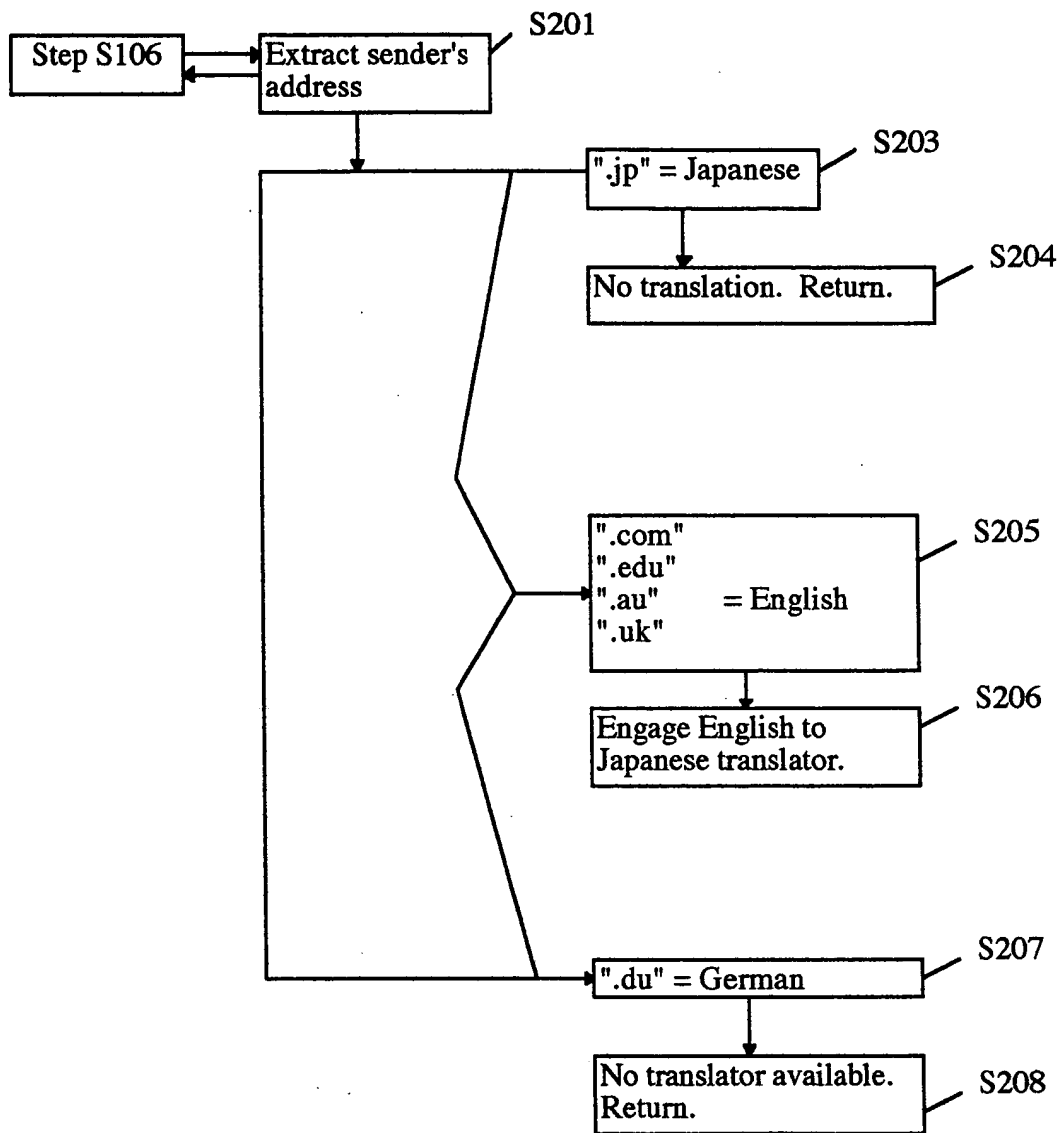 S201
Step S106
Extract sender's
address
S203
".jp" = Japanese
S204
No translation.  Return.
S205
".com"
".edu"
".au" = English
".uk"
S206
Engage English to
Japanese translator.
S207
".du" = German
No translator available.
Return.
S208